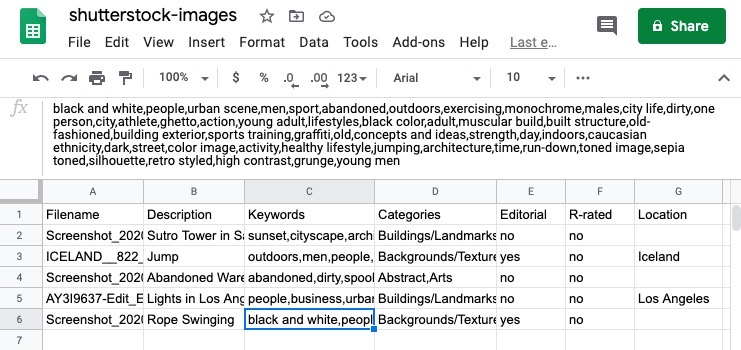 shutterstock-images
File Edit View Insert Format Data Tools Add-ons Help Last e...
Share
100% $ % .0 .00 123 Arial 10 ...
fx
black and white,people,urban scene,men,sport,abandoned,outdoors,exercising,monochrome,males,city life,dirty,one
person,city,athlete,ghetto,action,young adult,lifestyles,black color,adult,muscular build,built structure,old-
fashioned,building exterior,sports training,graffiti,old,concepts and ideas,strength,day,indoors,caucasian
ethnicity,dark,street,color image,activity,healthy lifestyle,jumping,architecture,time,run-down,toned image,sepia
toned,silhouette,retro styled,high contrast,grunge,young men
A B C D E F G
1 Filename Description Keywords Categories Editorial R-rated Location
2 Screenshot_202 Sutro Tower in Sa sunset,cityscape,arch Buildings/Landmarks no no
3 ICELAND__822_ Jump outdoors,men,people, Backgrounds/Texture yes no Iceland
4 Screenshot_202 Abandoned Ware abandoned,dirty,spool Abstract,Arts no no
5 AY3I9637-Edit_E Lights in Los Ang people,business,urbar Buildings/Landmarks no no Los Angeles
6 Screenshot_202 Rope Swinging black and white,peopl Backgrounds/Texture yes no
7